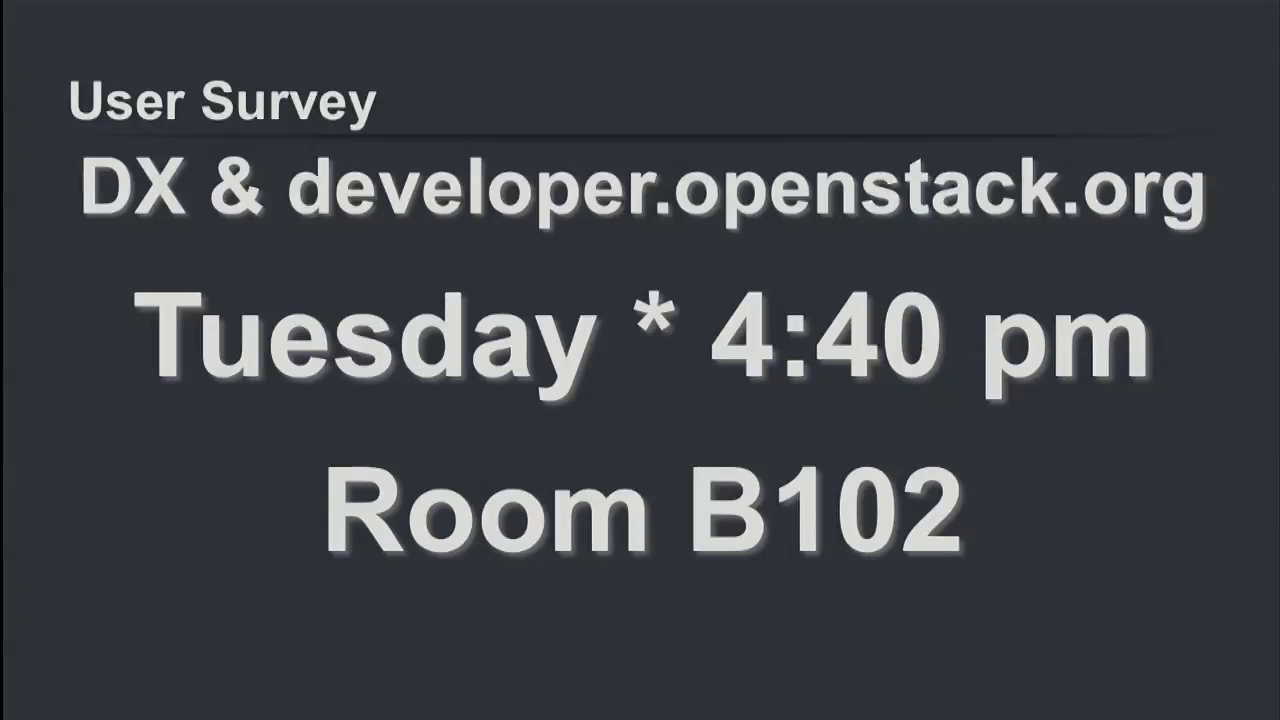 User Survey
DX & developer.openstack.org
Tuesday * 4:40 pm
Room B102